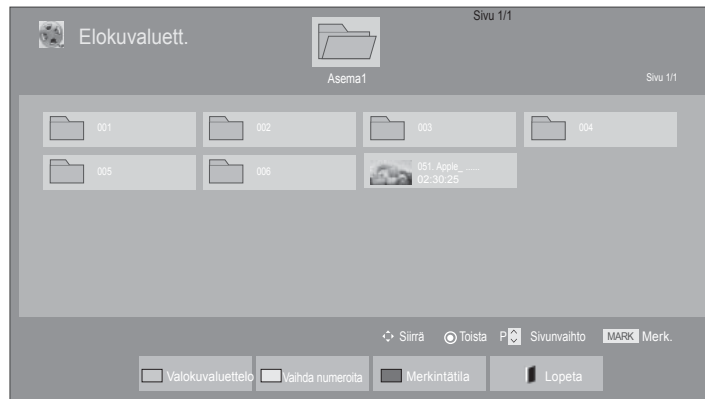 Sivu 1/1
Elokuvaluett.
Asema1
Sivu 1/1
001
002
003
004
005
006
051. Apple_ ......
02:30:25
Siirrä
Toista
P
Sivunvaihto
MARK Merk.
Valokuvaluettelo
Vaihda numeroita
Merkintätila
Lopeta